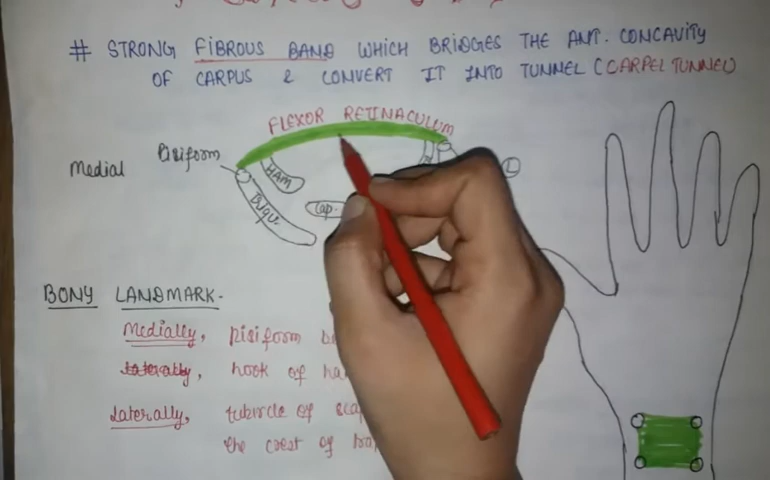 # STRONG FIBROUS BAND WHICH BRIDGES THE ANT. CONCAVITY
OF CARPUS & CONVERT IT INTO TUNNEL (CARPEL TUNNEL)
FLEXOR RETINACULUM
Medial
Pisiform
HAM
Cap.
L
BONY LANDMARK-
Medially, pisiform
laterally, hook of
Laterally, tubercle of
the crest of